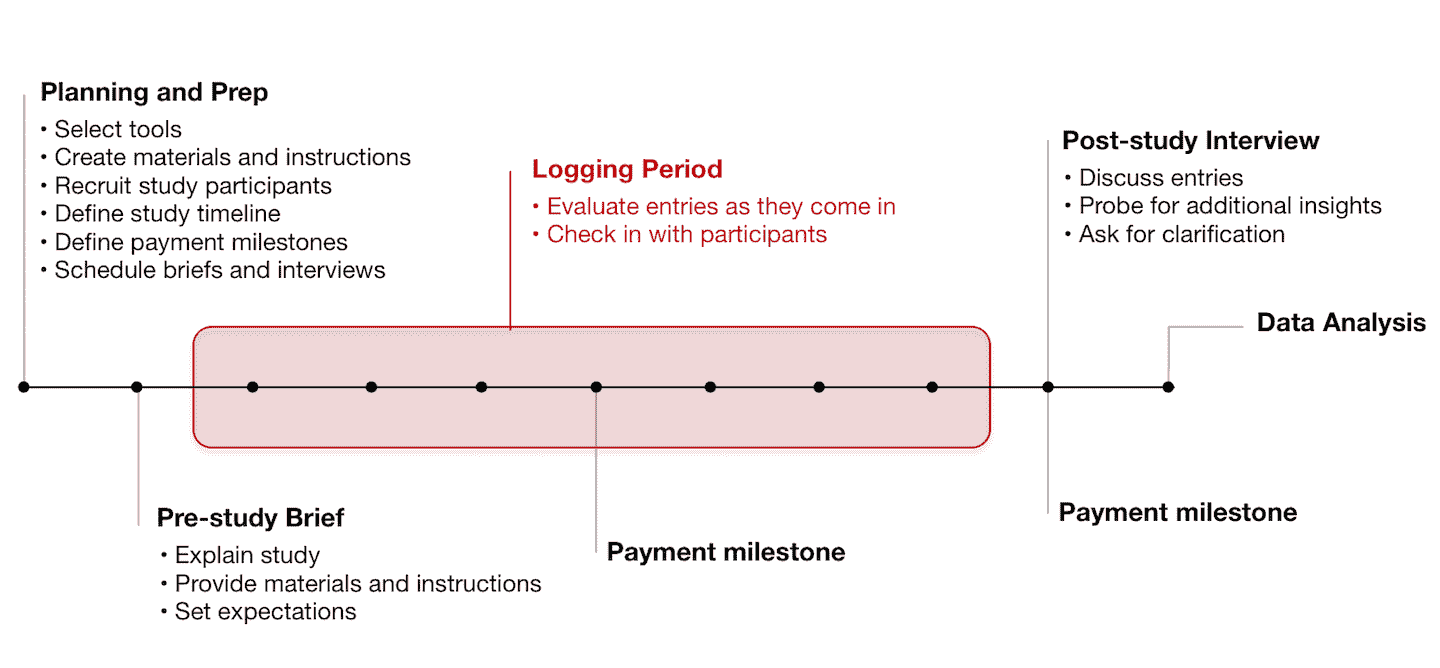 Planning and Prep
• Select tools
• Create materials and instructions
• Recruit study participants
• Define study timeline
• Define payment milestones
• Schedule briefs and interviews
Logging Period
• Evaluate entries as they come in
• Check in with participants
Post-study Interview
• Discuss entries
• Probe for additional insights
• Ask for clarification
Data Analysis
Pre-study Brief
• Explain study
• Provide materials and instructions
• Set expectations
Payment milestone
Payment milestone